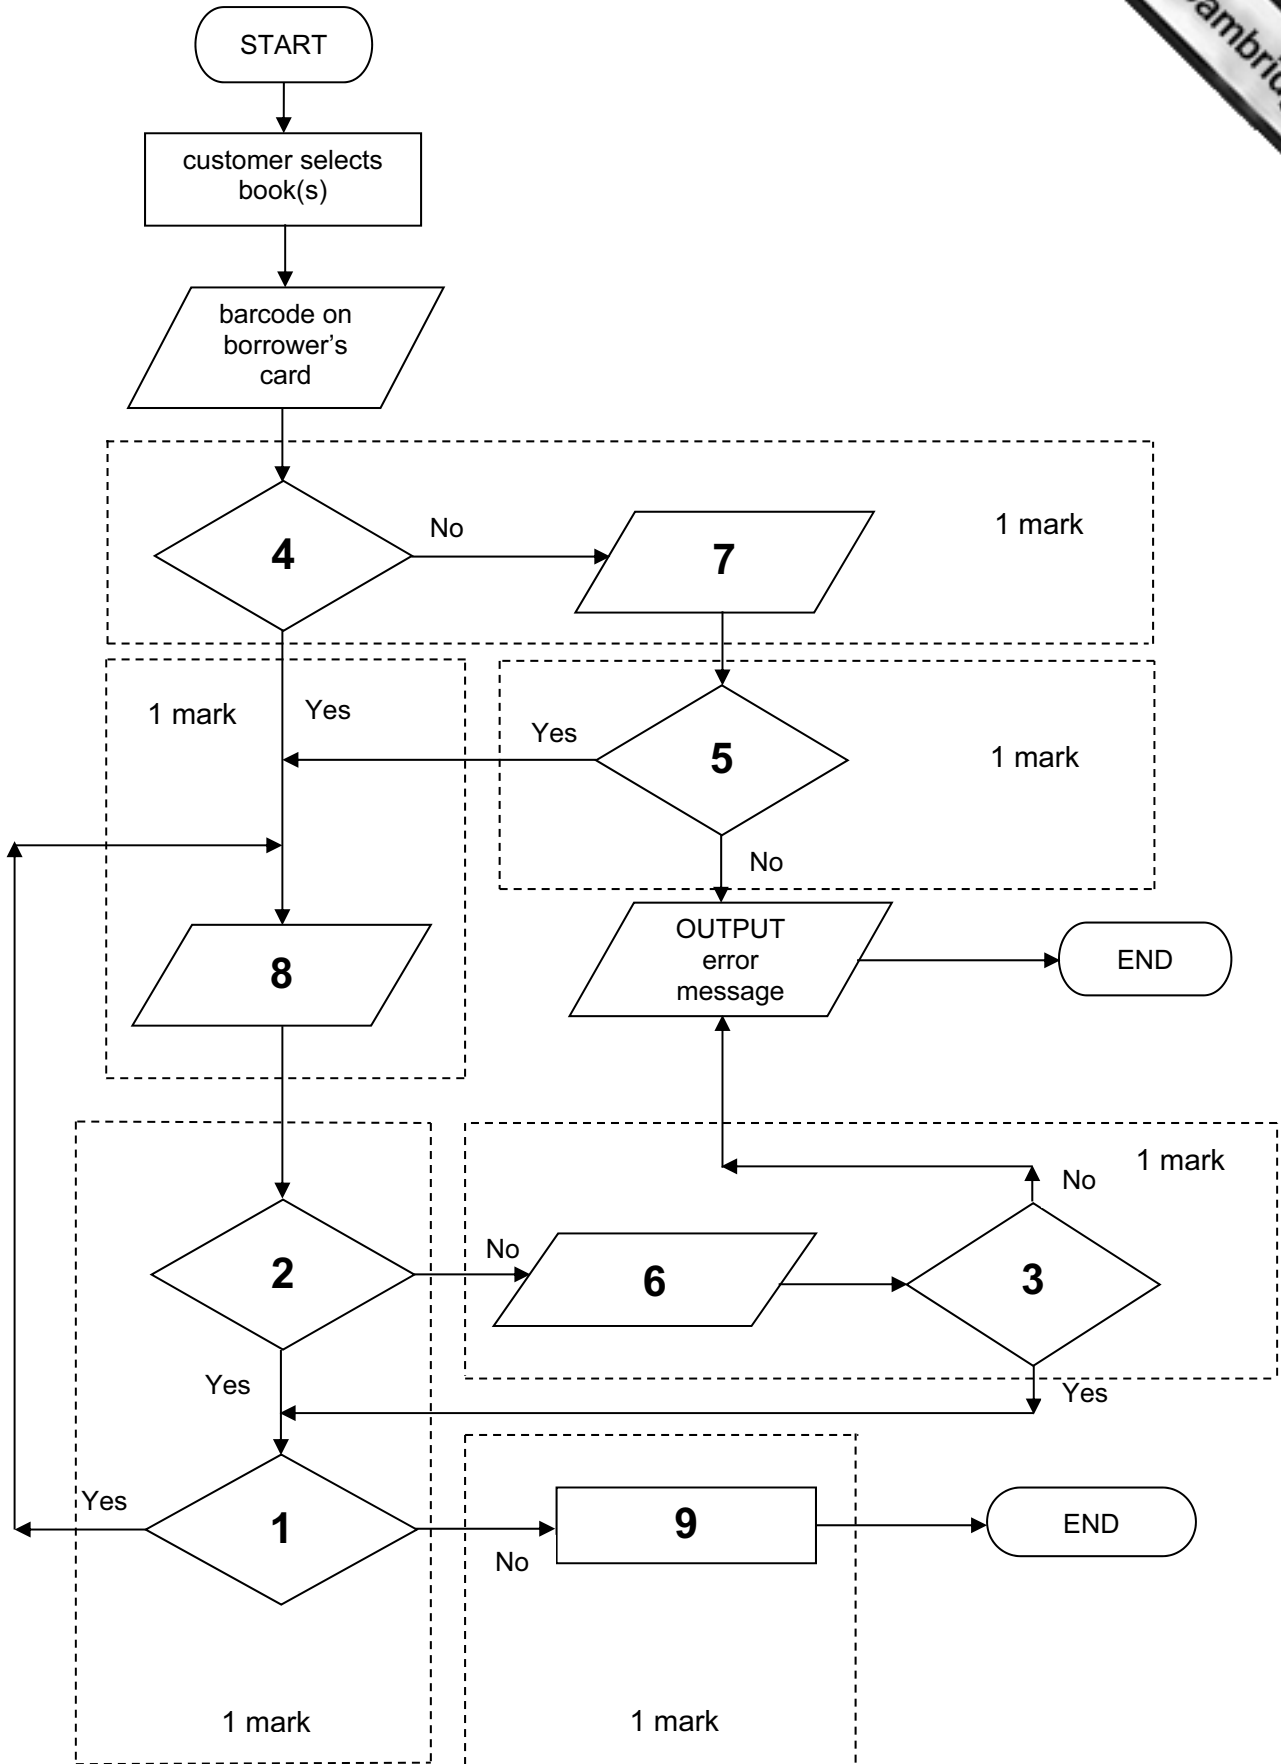 START
customer selects
book(s)
barcode on
borrower's
card
4
No
7
1 mark
1 mark
Yes
Yes
5
1 mark
No
8
OUTPUT
error
message
END
1 mark
No
2
No
6
3
Yes
Yes
Yes
1
No
9
END
1 mark
1 mark